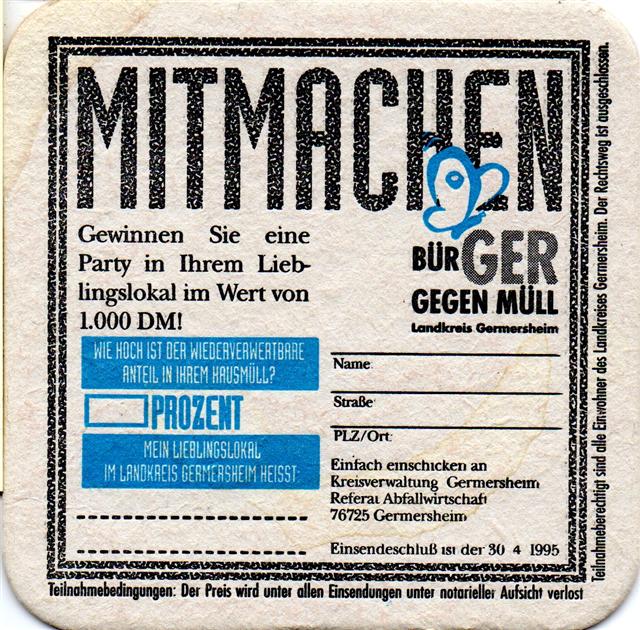 MITMACHEN
Gewinnen Sie eine
Party in Ihrem Lieb-
lingslokal im Wert von
1.000 DM!
WIE HOCH IST DER WIEDERVERWERTBARE
ANTEIL IN IHREM HAUSMÜLL?
PROZENT
MEIN LIEBLINGSLOKAL
IM LANDKREIS GERMERSHEIM HEISST:
BÜRGER
GEGEN MÜLL
Landkreis Germersheim
Name:
Straße:
PLZ/Ort:
Einfach einschicken an
Kreisverwaltung Germersheim
Referat Abfallwirtschaft
76725 Germersheim
Einsendeschluß ist der 30 4 1995
Teilnahmebedingungen: Der Preis wird unter allen Einsendungen unter notarieller Aufsicht verlost
Teilnahmeberechtigt sind alle Einwohner des Landkreises Germersheim. Der Rechtsweg ist ausgeschlossen.